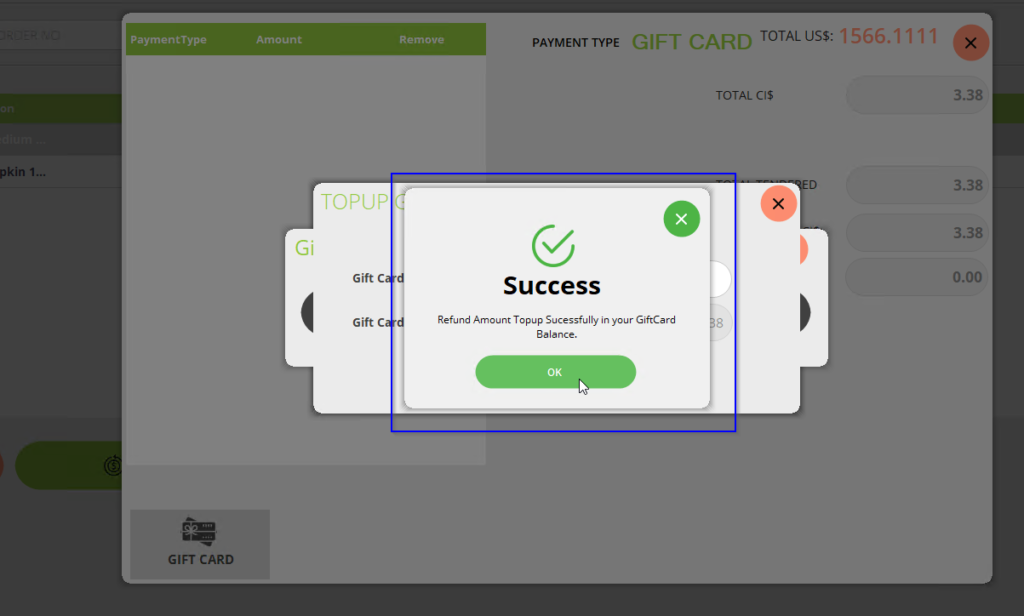 ORDER NO
PaymentType Amount Remove
PAYMENT TYPE GIFT CARD TOTAL US$: 1566.1111
TOTAL CI$ 3.38
on
dium ...
pkin 1...
TOTAL TENDERED 3.38
TOPUP G
3.38
Gi
0.00
Gift Card
Gift Card
38
Success
Refund Amount Topup Sucessfully in your GiftCard
Balance.
OK
GIFT CARD